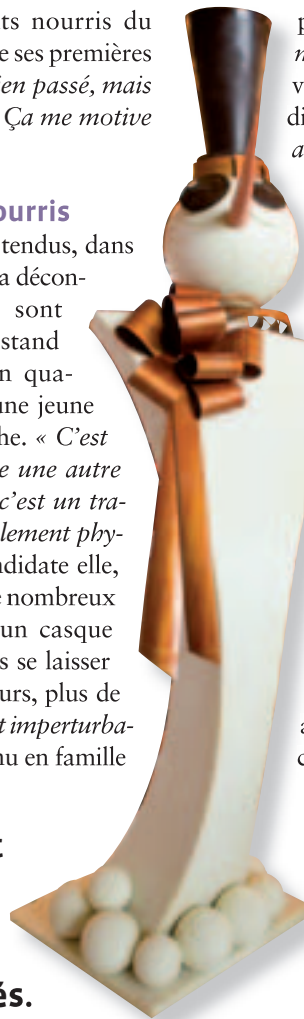 ts nourris du
e ses premières
en passé, mais
Ça me motive
ourris
tendus, dans
a décon-
sont
stand
n qua-
une jeune
he. « C'est
e une autre
c'est un tra-
lement phy-
ndidate elle,
e nombreux
un casque
s se laisser
urs, plus de
t imperturba-
nu en famille
t
és.
p
n
v
di
a
a
c